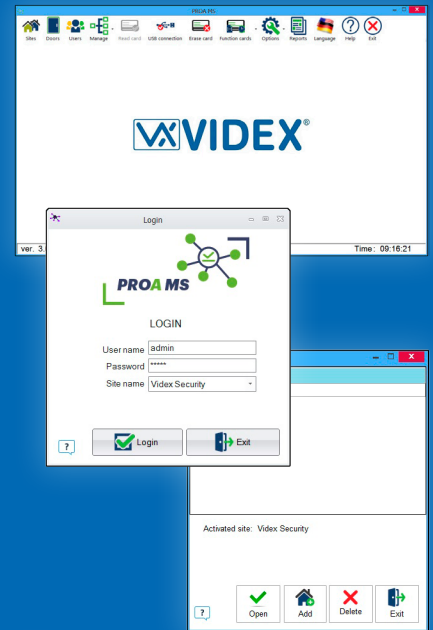 PROA MS
Sites Doors Users Manage Read card USB connection Erase card Function cards Options Reports Language Help Exit
VIDEX®
ver. 3.
Time: 09:16:21
Login
PROA MS
LOGIN
User name admin
Password *****
Site name Videx Security
? Login Exit
Activated site: Videx Security
? Open Add Delete Exit